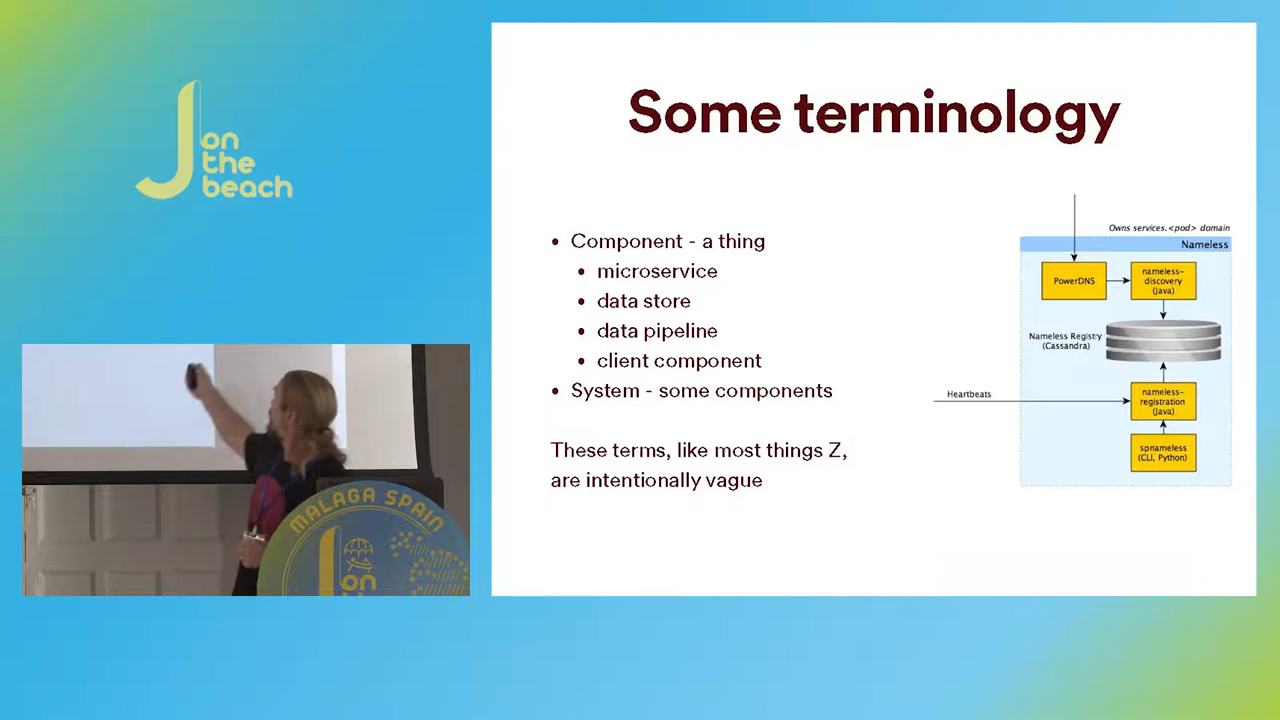 J on
the
beach
Some terminology
• Component - a thing
• microservice
• data store
• data pipeline
• client component
• System - some components
These terms, like most things Z,
are intentionally vague
Owns services.<pod> domain
Nameless
PowerDNS
nameless-
discovery
(Java)
Nameless Registry
(Cassandra)
Heartbeats
nameless-
registration
(Java)
spnameless
(CLI, Python)
MALAGA SPAIN
J on